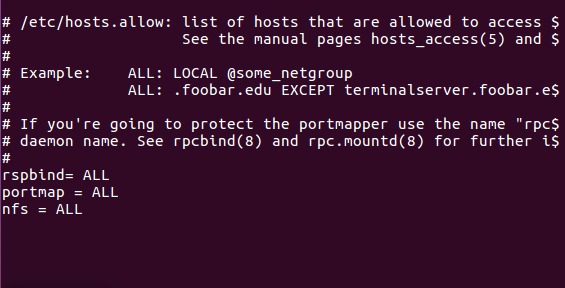 # /etc/hosts.allow: list of hosts that are allowed to access $
#                   See the manual pages hosts_access(5) and $
#
# Example:    ALL: LOCAL @some_netgroup
#             ALL: .foobar.edu EXCEPT terminalserver.foobar.e$
#
# If you're going to protect the portmapper use the name "rpc$
# daemon name. See rpcbind(8) and rpc.mountd(8) for further i$
#
rspbind= ALL
portmap = ALL
nfs = ALL